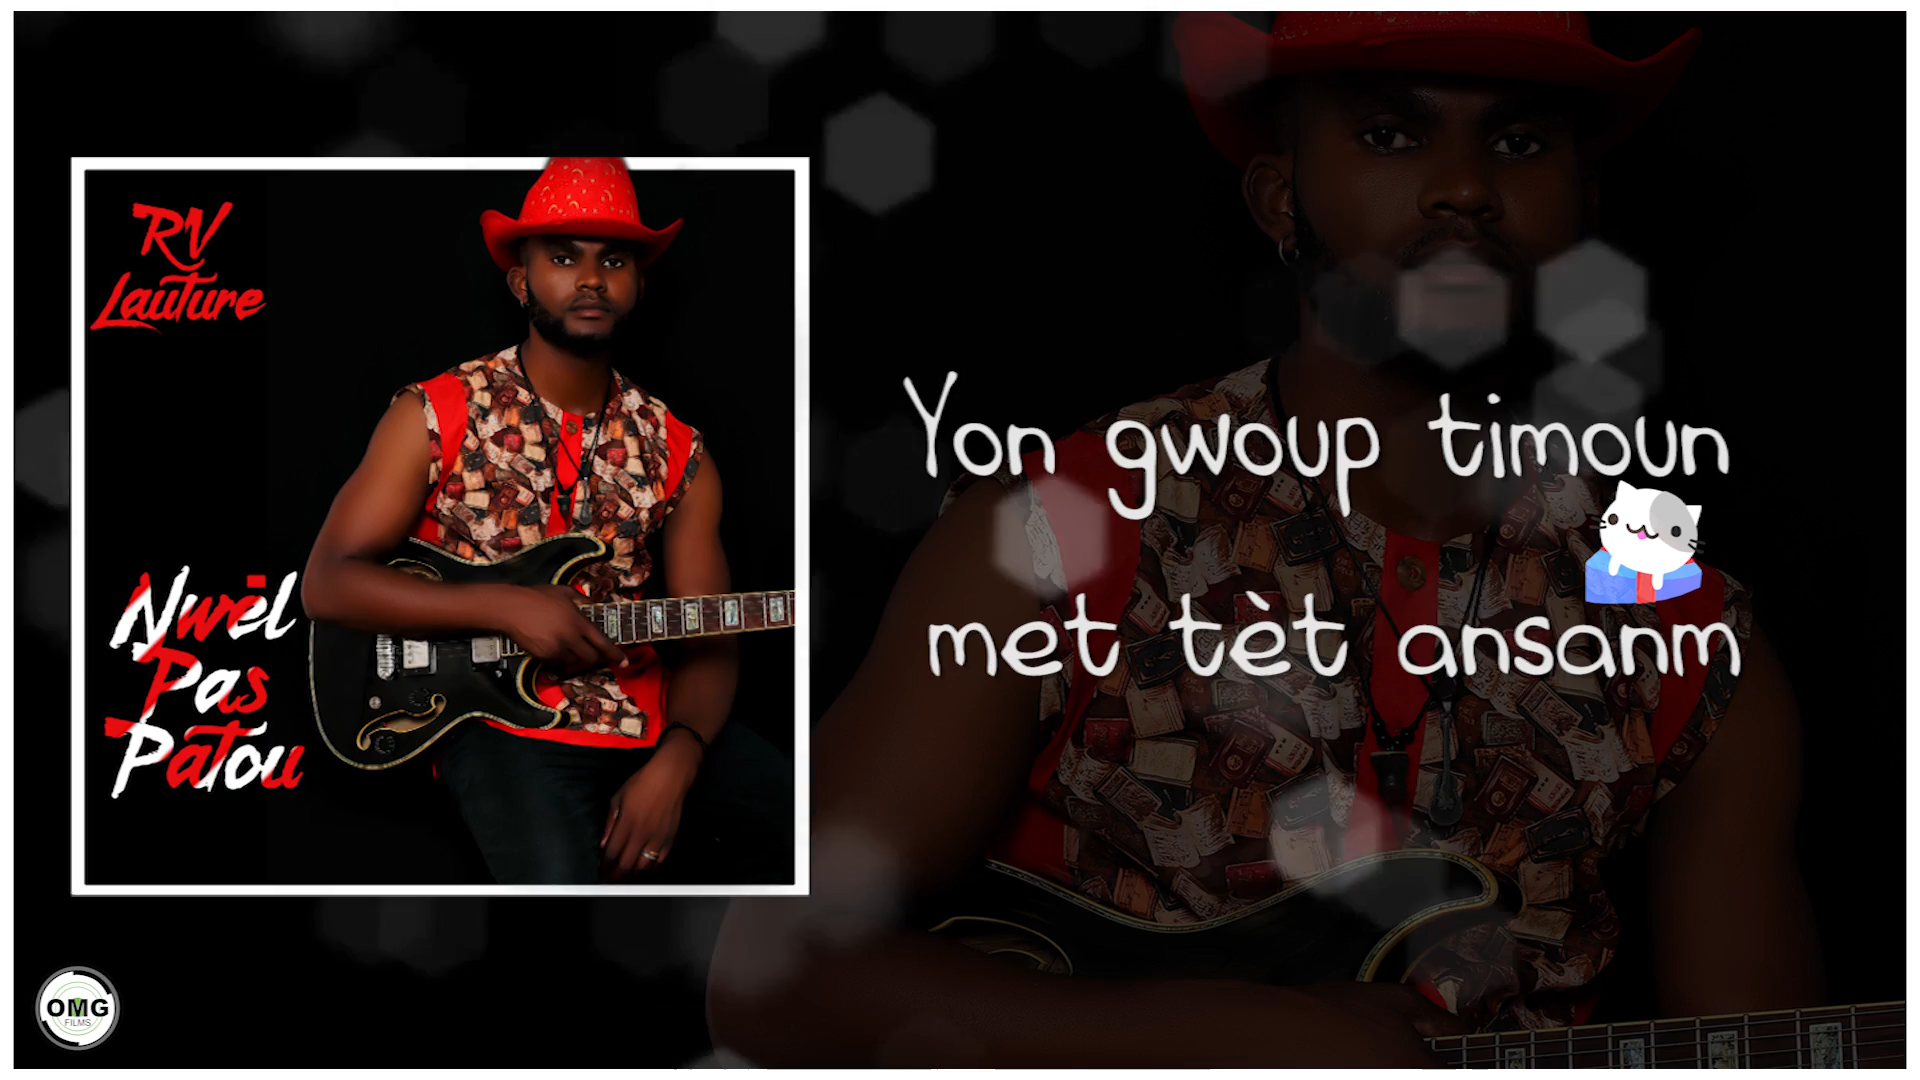 RV
Lauture
Nwèl
Pas
Patou
Yon gwoup timoun
met tèt ansanm
OMG
FILMS